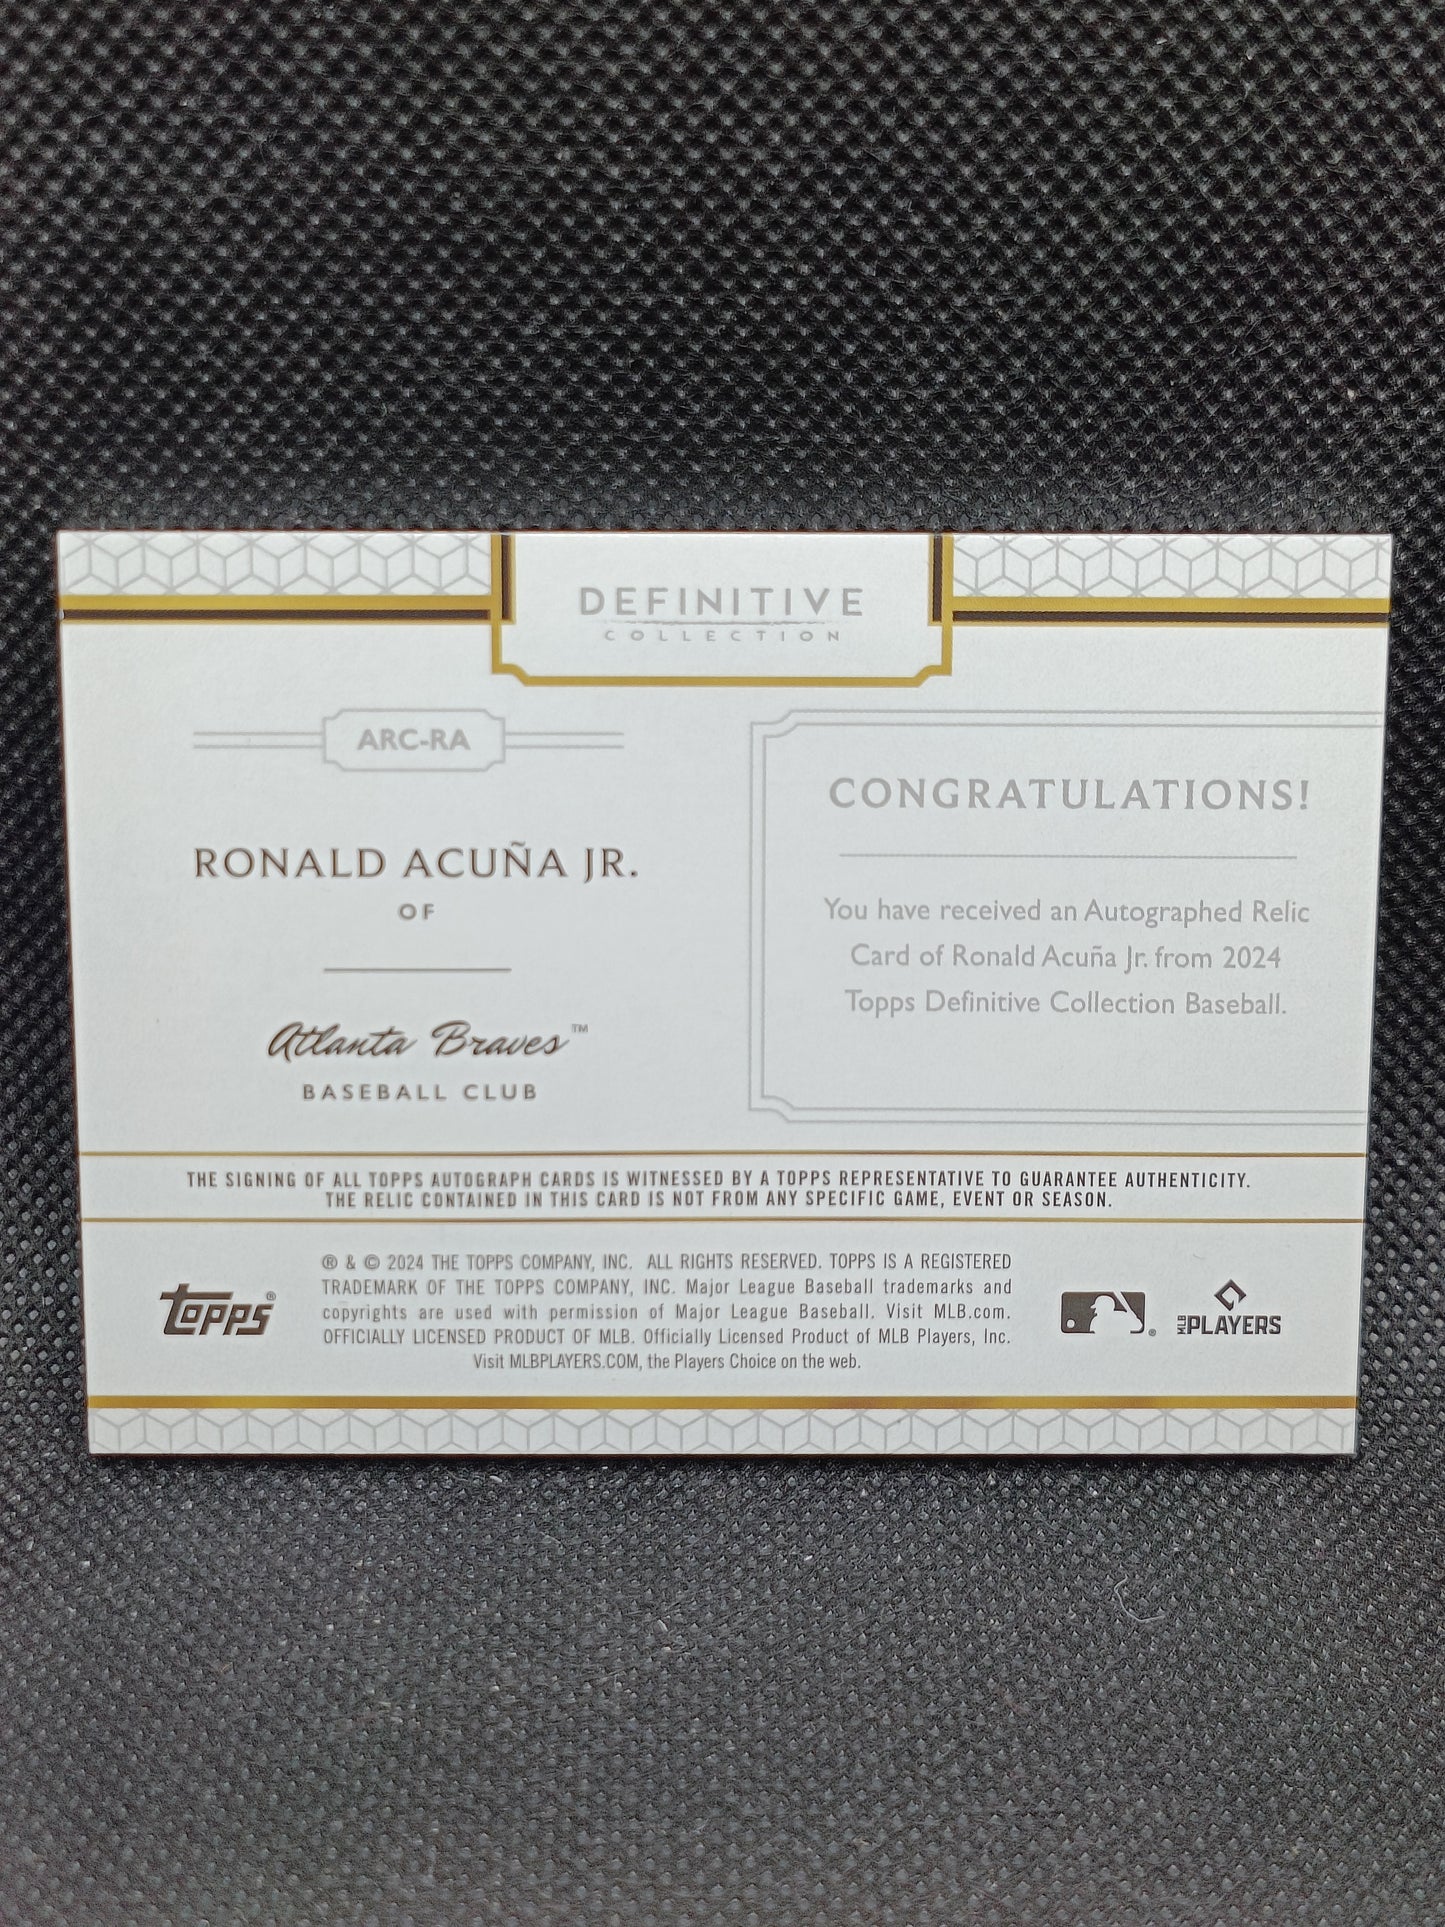 DEFINITIVE
COLLECTION
ARC-RA
RONALD ACUÑA JR.
OF
Atlanta Braves™
BASEBALL CLUB
CONGRATULATIONS!
You have received an Autographed Relic
Card of Ronald Acuña Jr. from 2024
Topps Definitive Collection Baseball.
THE SIGNING OF ALL TOPPS AUTOGRAPH CARDS IS WITNESSED BY A TOPPS REPRESENTATIVE TO GUARANTEE AUTHENTICITY.
THE RELIC CONTAINED IN THIS CARD IS NOT FROM ANY SPECIFIC GAME, EVENT OR SEASON.
topps®
® & © 2024 THE TOPPS COMPANY, INC. ALL RIGHTS RESERVED. TOPPS IS A REGISTERED
TRADEMARK OF THE TOPPS COMPANY, INC. Major League Baseball trademarks and
copyrights are used with permission of Major League Baseball. Visit MLB.com.
OFFICIALLY LICENSED PRODUCT OF MLB. Officially Licensed Product of MLB Players, Inc.
Visit MLBPLAYERS.COM, the Players Choice on the web.
®
MLB PLAYERS